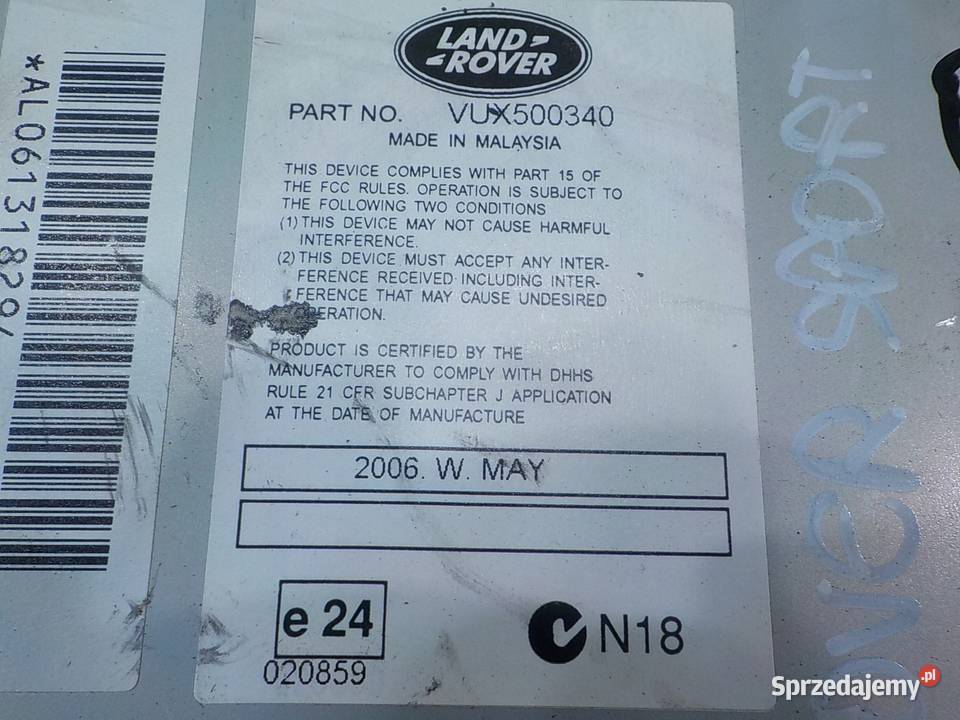 LAND-
-ROVER
PART NO. VUX500340
MADE IN MALAYSIA
THIS DEVICE COMPLIES WITH PART 15 OF
THE FCC RULES. OPERATION IS SUBJECT TO
THE FOLLOWING TWO CONDITIONS
(1) THIS DEVICE MAY NOT CAUSE HARMFUL
INTERFERENCE.
(2) THIS DEVICE MUST ACCEPT ANY INTER-
FERENCE RECEIVED INCLUDING INTER-
FERENCE THAT MAY CAUSE UNDESIRED
OPERATION.
PRODUCT IS CERTIFIED BY THE
MANUFACTURER TO COMPLY WITH DHHS
RULE 21 CFR SUBCHAPTER J APPLICATION
AT THE DATE OF MANUFACTURE
2006. W. MAY
e 24
020859
N18
*AL06131829
OVER SPORT
Sprzedajemy.pl